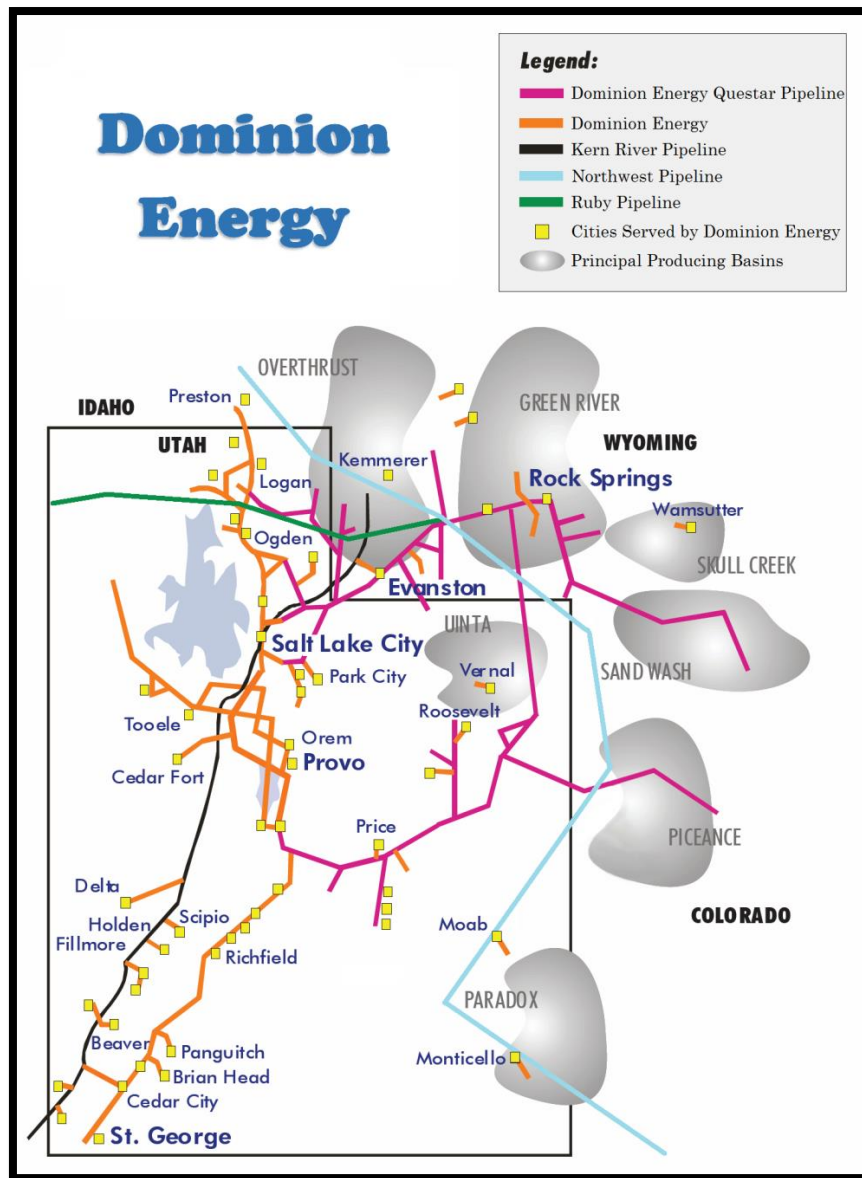 Dominion
Energy
Legend:
Dominion Energy Questar Pipeline
Dominion Energy
Kern River Pipeline
Northwest Pipeline
Ruby Pipeline
Cities Served by Dominion Energy
Principal Producing Basins
OVERTHRUST
Preston
GREEN RIVER
IDAHO
UTAH
WYOMING
Kemmerer
Logan
Rock Springs
Wamsutter
Ogden
SKULL CREEK
Evanston
UINTA
Salt Lake City
SAND WASH
Vernal
Park City
Roosevelt
Tooele
Orem
Provo
Cedar Fort
Price
PICEANCE
Delta
Scipio
COLORADO
Holden
Moab
Fillmore
Richfield
PARADOX
Beaver
Panguitch
Monticello
Brian Head
Cedar City
St. George